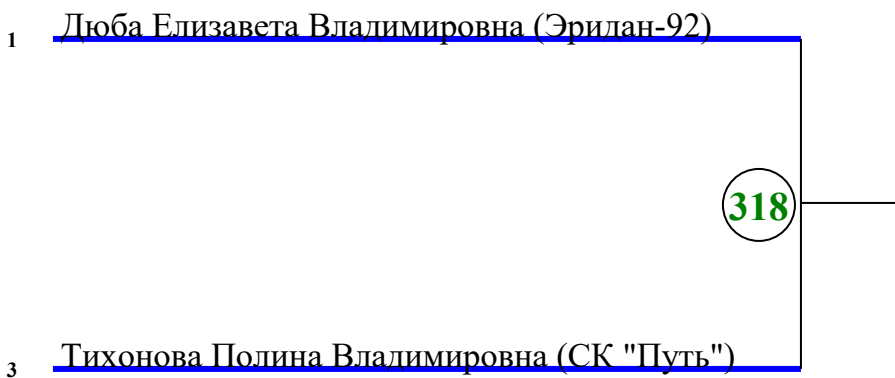 1 Дюба Елизавета Владимировна (Эридан-92)
318
3 Тихонова Полина Владимировна (СК "Путь")